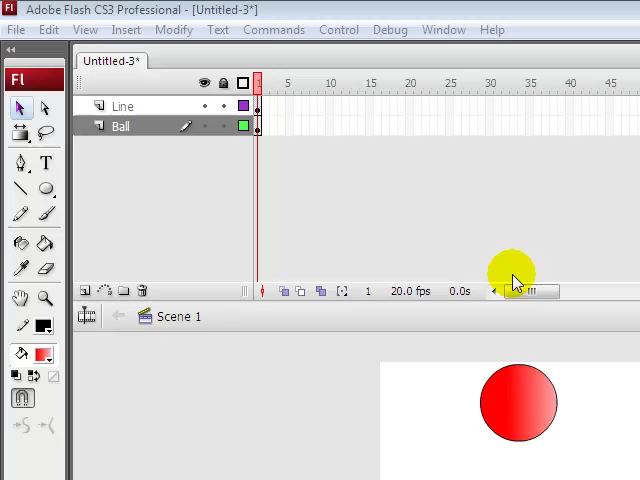 Fl Adobe Flash CS3 Professional - [Untitled-3*]
File Edit View Insert Modify Text Commands Control Debug Window Help
Untitled-3*
Fl
1 5 10 15 20 25 30 35 40 45
Line
Ball
T
1 20.0 fps 0.0s
Scene 1